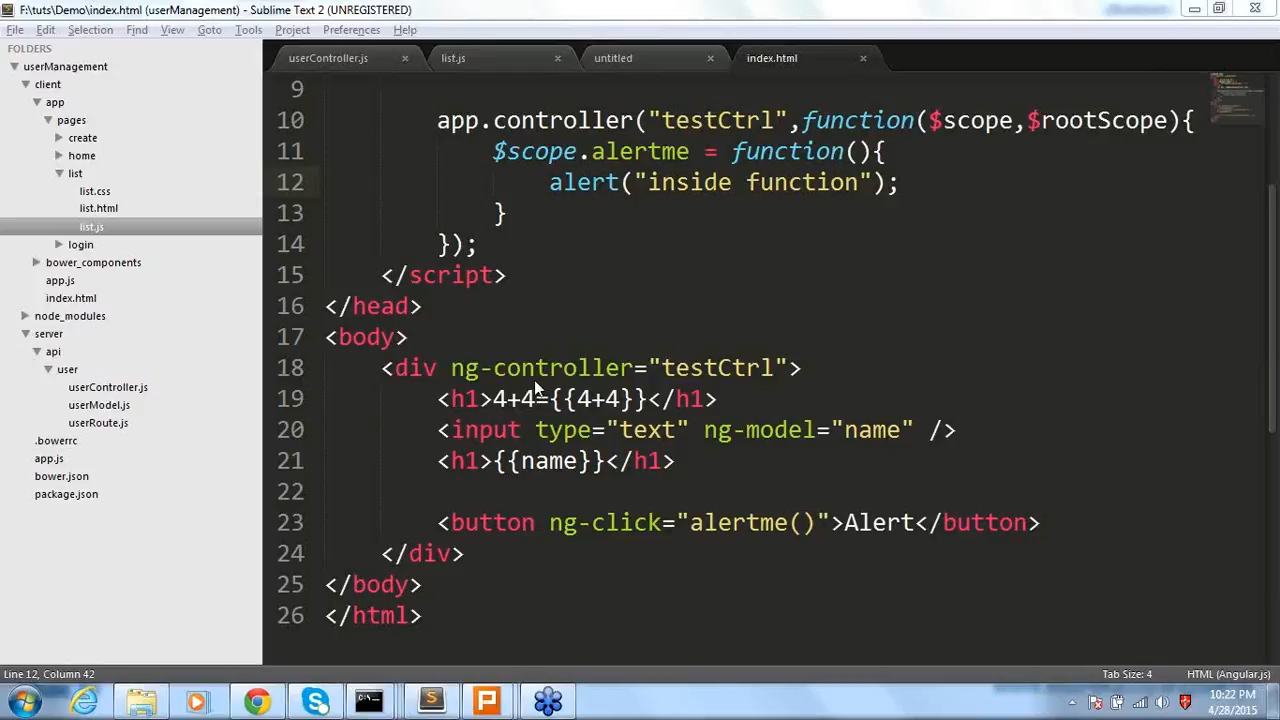 F:\tuts\Demo\index.html (userManagement) - Sublime Text 2 (UNREGISTERED)
File Edit Selection Find View Goto Tools Project Preferences Help
FOLDERS
userManagement
client
app
pages
create
home
list
list.css
list.html
list.js
login
bower_components
app.js
index.html
node_modules
server
api
user
userController.js
userModel.js
userRoute.js
.bowerrc
app.js
bower.json
package.json
userController.js list.js untitled index.html
9
10 app.controller("testCtrl",function($scope,$rootScope){
11 $scope.alertme = function(){
12 alert("inside function");
13 }
14 });
15 </script>
16 </head>
17 <body>
18 <div ng-controller="testCtrl">
19 <h1>4+4={{4+4}}</h1>
20 <input type="text" ng-model="name" />
21 <h1>{{name}}</h1>
22
23 <button ng-click="alertme()">Alert</button>
24 </div>
25 </body>
26 </html>
Line 12, Column 42 Tab Size: 4 HTML (Angular.js)
10:22 PM
4/28/2015